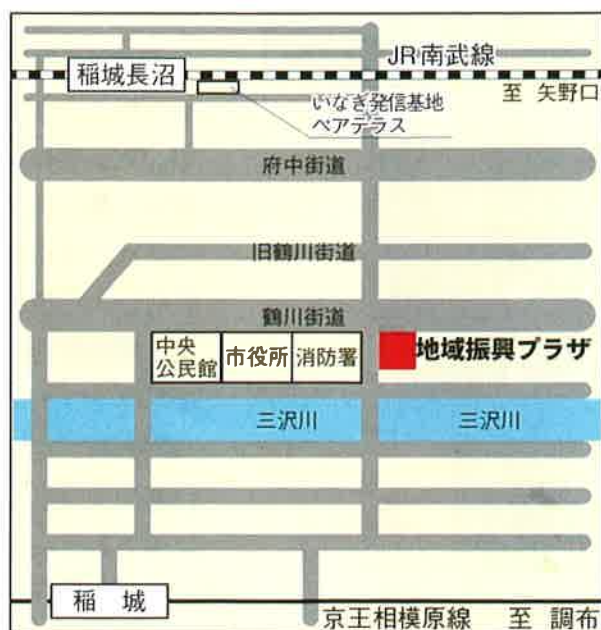 JR南武線
稲城長沼
いなぎ発信基地
ペアテラス
至 矢野口
府中街道
旧鶴川街道
鶴川街道
中央
公民館
市役所
消防署
地域振興プラザ
三沢川
三沢川
稲 城
京王相模原線 至 調布